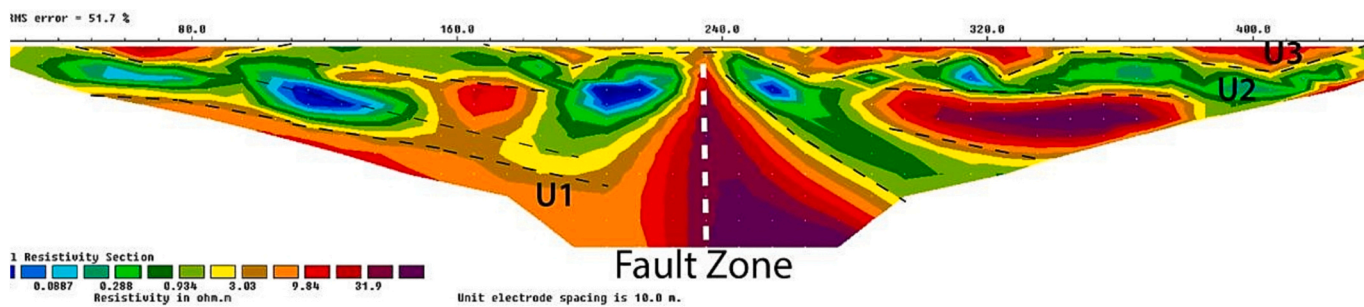 RMS error = 51.7 %
80.0 160.0 240.0 320.0 400.0
U3
U2
U1
Fault Zone
l Resistivity Section
0.0887 0.288 0.934 3.03 9.84 31.9
Resistivity in ohm.m
Unit electrode spacing is 10.0 m.